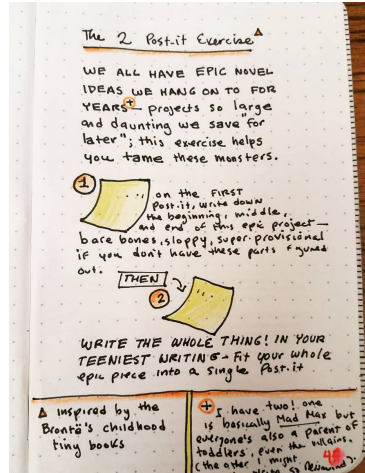 The 2 Post-it Exercise △
WE ALL HAVE EPIC NOVEL
IDEAS WE HANG ON TO FOR
YEARS + – projects so large
and daunting we save "for
later"; this exercise helps
you tame these monsters.
1
on the FIRST
Post-it, write down
the beginning, middle,
and end of this epic project –
bare bones, sloppy, super-provisional
if you don't have these parts figured
out.
THEN
2
WRITE THE WHOLE THING! IN YOUR
TEENIEST WRITING – Fit your whole
epic piece into a single Post-it
△ inspired by the
Brontë's childhood
tiny books
+ I have two! one
is basically Mad Max but
everyone's also a parent of
toddlers, even
the villains.
(the other I might